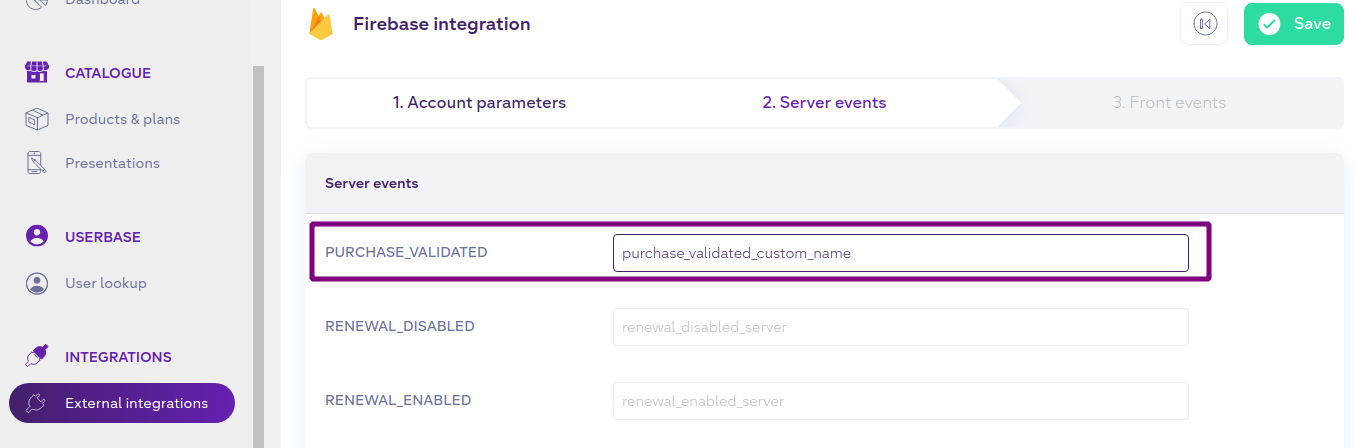 Dashboard
CATALOGUE
Products & plans
Presentations
USERBASE
User lookup
INTEGRATIONS
External integrations
Firebase integration
Save
1. Account parameters
2. Server events
3. Front events
Server events
PURCHASE_VALIDATED
purchase_validated_custom_name
RENEWAL_DISABLED
renewal_disabled_server
RENEWAL_ENABLED
renewal_enabled_server